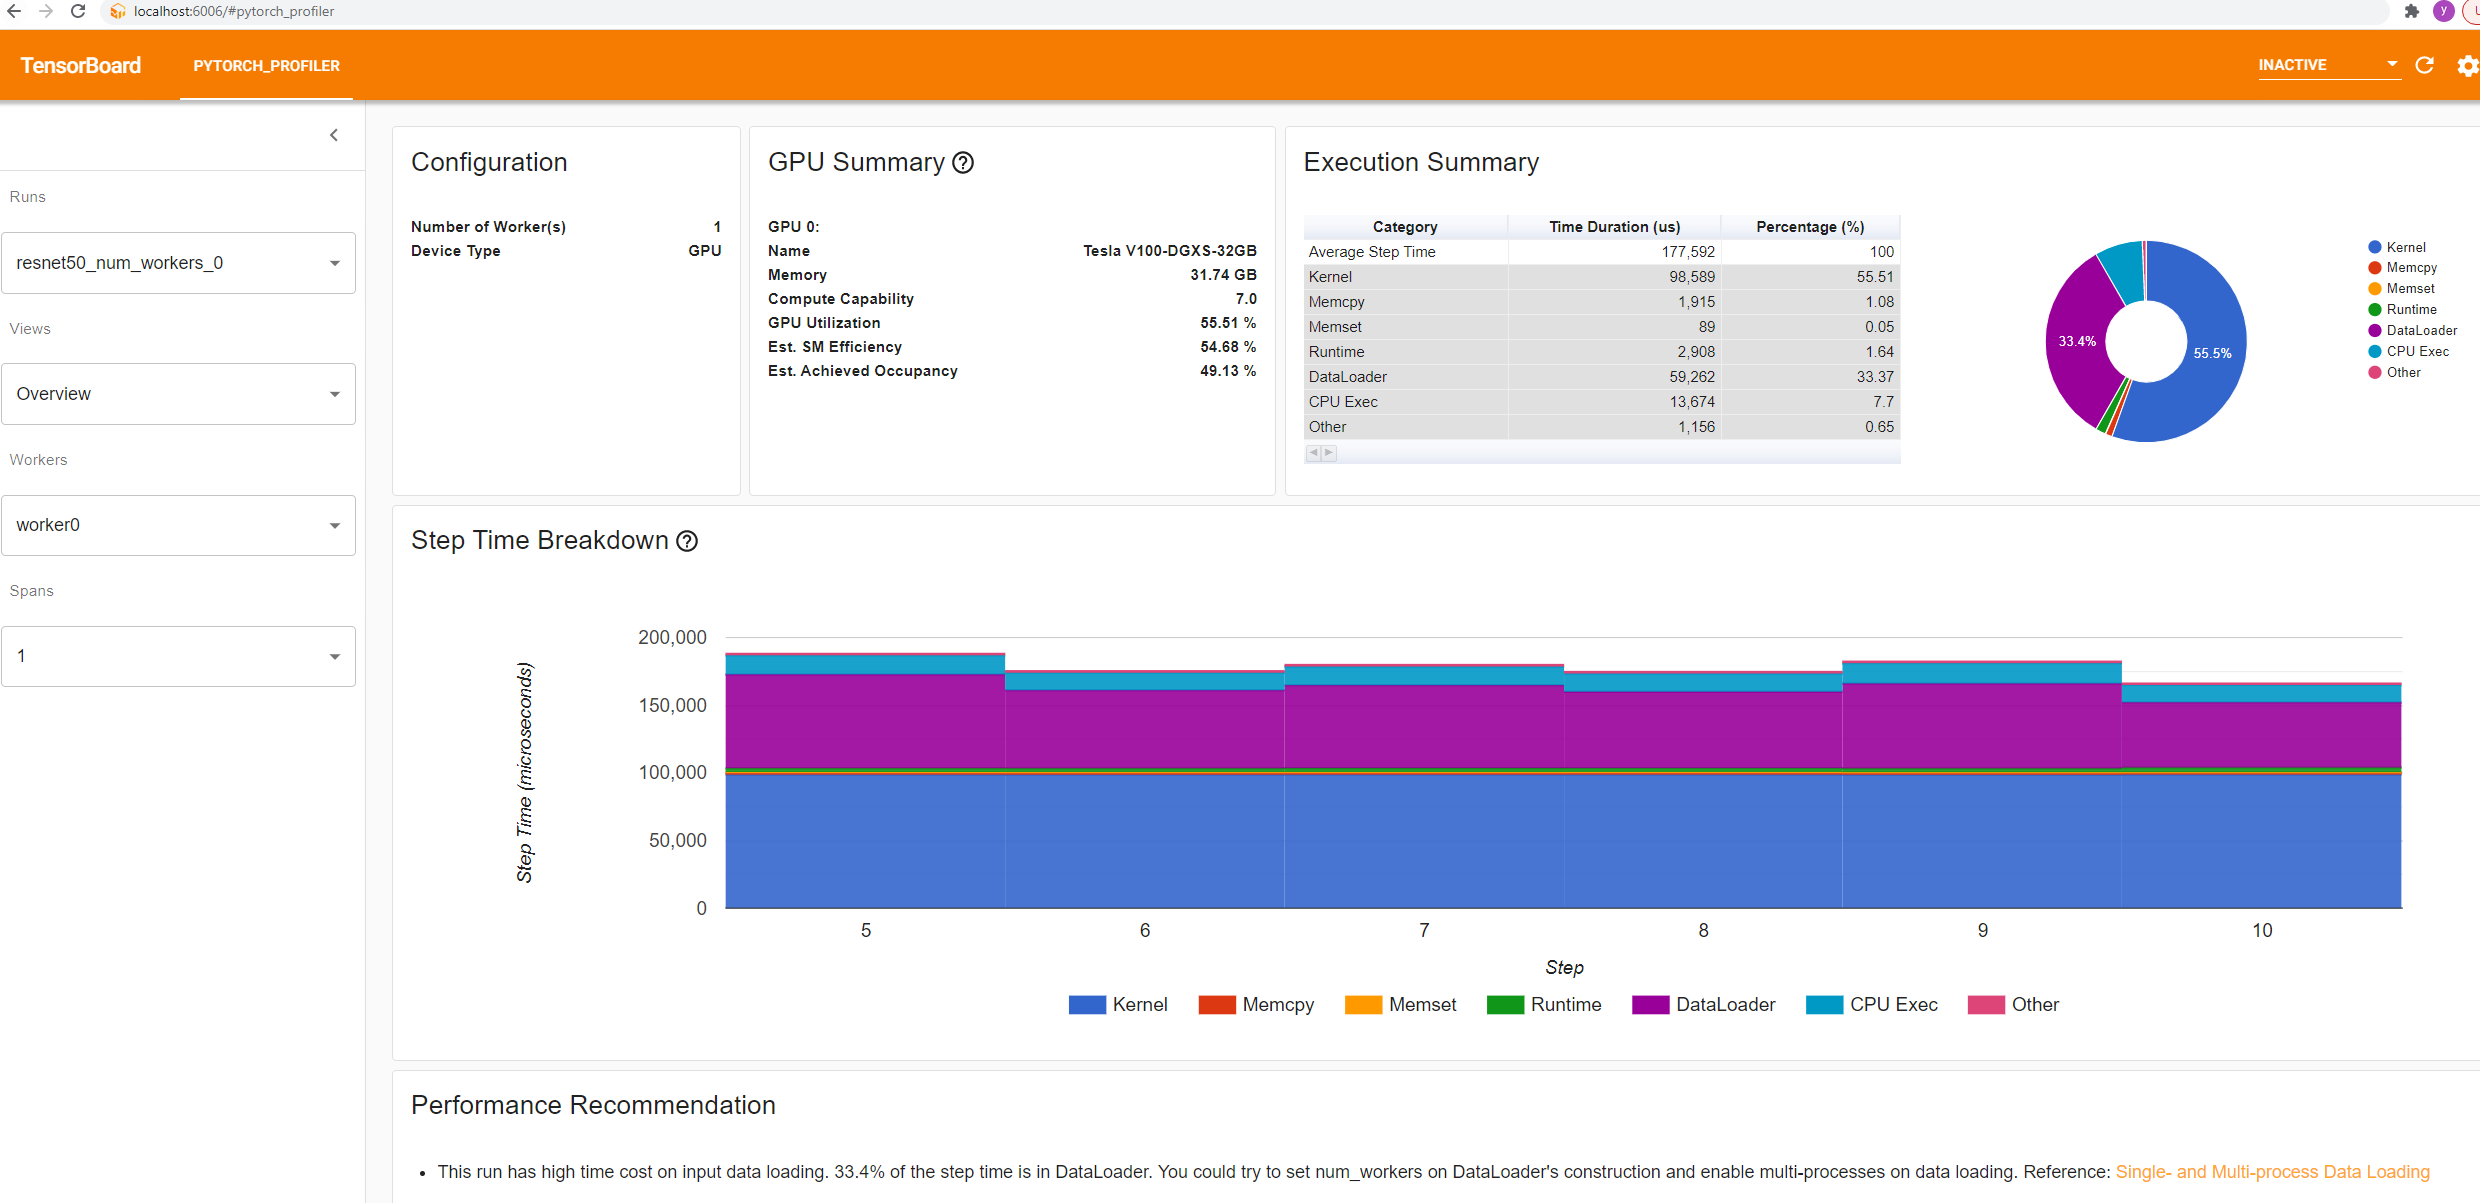 localhost:6006/#pytorch_profiler
y
TensorBoard
PYTORCH_PROFILER
INACTIVE
Runs
resnet50_num_workers_0
Views
Overview
Workers
worker0
Spans
1
Configuration
Number of Worker(s) 1
Device Type GPU
GPU Summary
GPU 0:
Name Tesla V100-DGXS-32GB
Memory 31.74 GB
Compute Capability 7.0
GPU Utilization 55.51 %
Est. SM Efficiency 54.68 %
Est. Achieved Occupancy 49.13 %
Execution Summary
Category Time Duration (us) Percentage (%)
Average Step Time 177,592 100
Kernel 98,589 55.51
Memcpy 1,915 1.08
Memset 89 0.05
Runtime 2,908 1.64
DataLoader 59,262 33.37
CPU Exec 13,674 7.7
Other 1,156 0.65
33.4%
55.5%
Kernel
Memcpy
Memset
Runtime
DataLoader
CPU Exec
Other
Step Time Breakdown
Step Time (microseconds)
200,000
150,000
100,000
50,000
0
5 6 7 8 9 10
Step
Kernel Memcpy Memset Runtime DataLoader CPU Exec Other
Performance Recommendation
• This run has high time cost on input data loading. 33.4% of the step time is in DataLoader. You could try to set num_workers on DataLoader's construction and enable multi-processes on data loading. Reference: Single- and Multi-process Data Loading